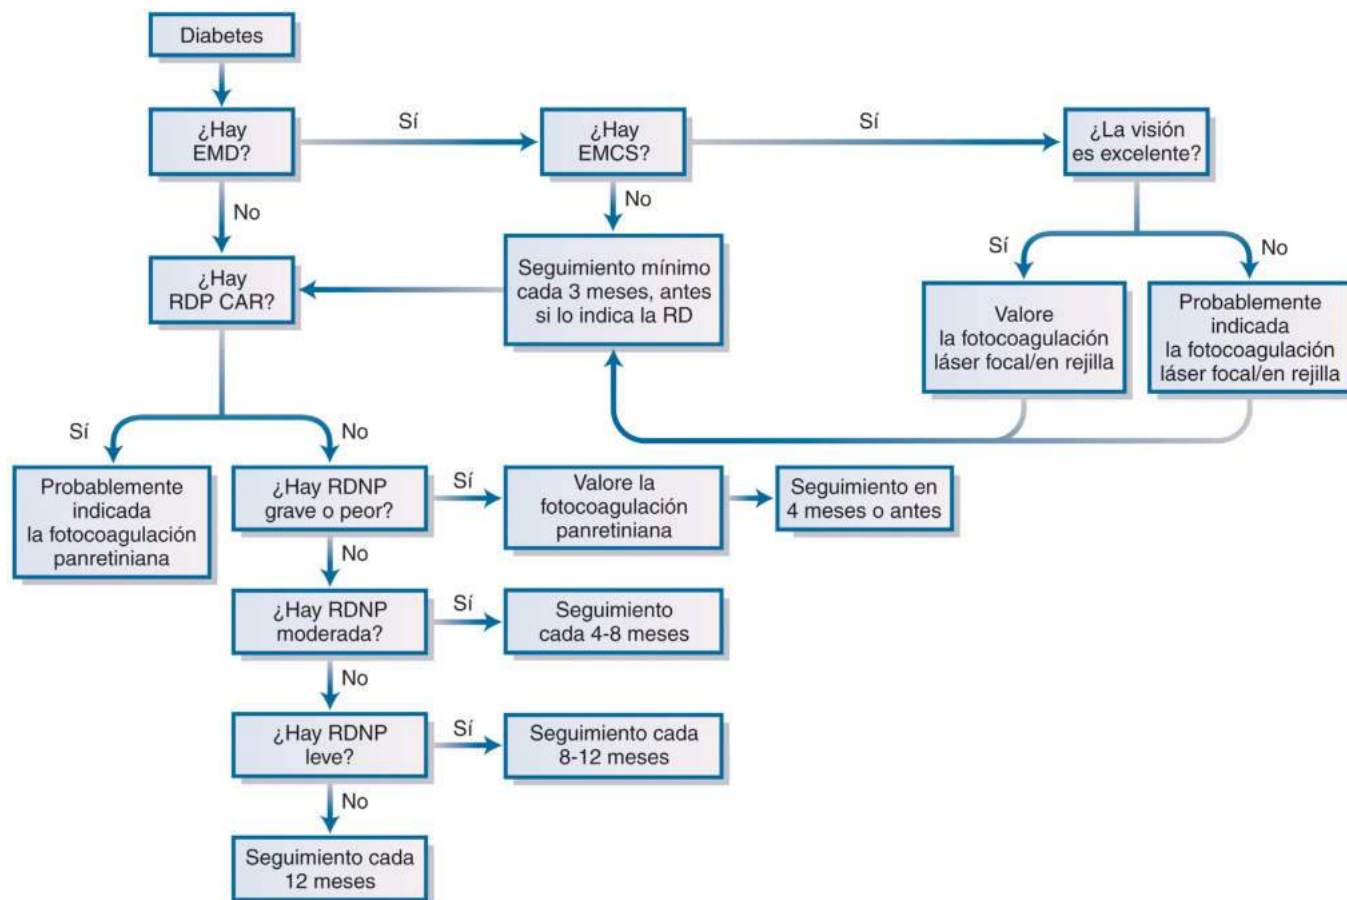 Diabetes
¿Hay
EMD?
Sí
¿Hay
EMCS?
Sí
¿La visión
es excelente?
No
No
Sí
No
¿Hay
RDP CAR?
Seguimiento mínimo
cada 3 meses, antes
si lo indica la RD
Valore
la fotocoagulación
láser focal/en rejilla
Probablemente
indicada
la fotocoagulación
láser focal/en rejilla
Sí
No
Probablemente
indicada
la fotocoagulación
panretiniana
¿Hay RDNP
grave o peor?
Sí
Valore la
fotocoagulación
panretiniana
Seguimiento en
4 meses o antes
No
¿Hay RDNP
moderada?
Sí
Seguimiento
cada 4-8 meses
No
¿Hay RDNP
leve?
Sí
Seguimiento cada
8-12 meses
No
Seguimiento cada
12 meses